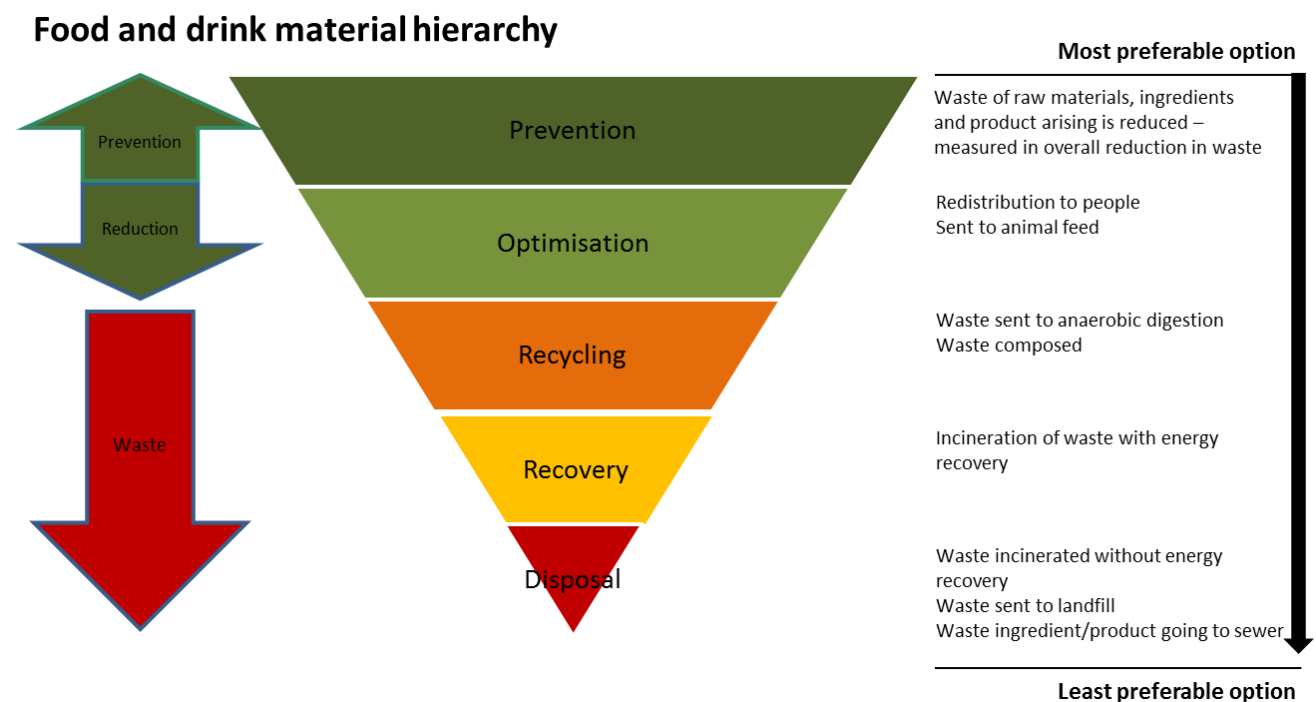 Food and drink material hierarchy
Most preferable option
Prevention
Reduction
Waste
Prevention
Optimisation
Recycling
Recovery
Disposal
Waste of raw materials, ingredients
and product arising is reduced –
measured in overall reduction in waste
Redistribution to people
Sent to animal feed
Waste sent to anaerobic digestion
Waste composed
Incineration of waste with energy
recovery
Waste incinerated without energy
recovery
Waste sent to landfill
Waste ingredient/product going to sewer
Least preferable option